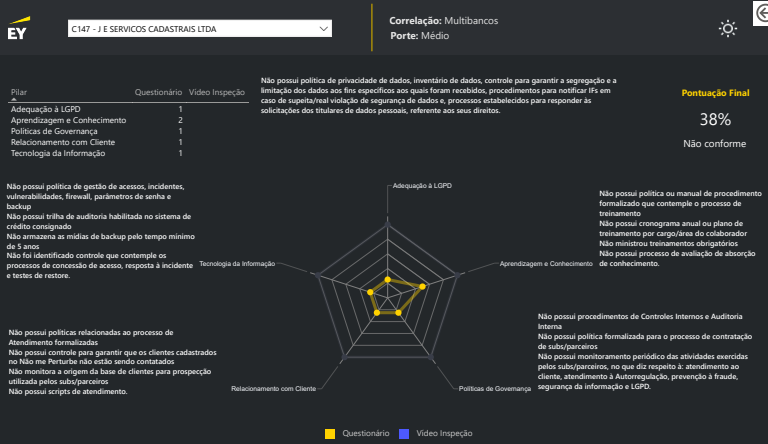 EY
C147 - J E SERVICOS CADASTRAIS LTDA
Correlação: Multibancos
Porte: Médio
Pilar Questionário Vídeo Inspeção
Adequação à LGPD 1
Aprendizagem e Conhecimento 2
Políticas de Governança 1
Relacionamento com Cliente 1
Tecnologia da Informação 1
Não possui política de privacidade de dados, inventário de dados, controle para garantir a segregação e a
limitação dos dados aos fins específicos aos quais foram recebidos, procedimentos para notificar IFs em
caso de supeita/real violação de segurança de dados e, processos estabelecidos para responder às
solicitações dos titulares de dados pessoais, referente aos seus direitos.
Pontuação Final
38%
Não conforme
Não possui política de gestão de acessos, incidentes,
vulnerabilidades, firewall, parâmetros de senha e
backup
Não possui trilha de auditoria habilitada no sistema de
crédito consignado
Não armazena as mídias de backup pelo tempo mínimo
de 5 anos
Não foi identificado controle que contemple os
processos de concessão de acesso, resposta à incidente
e testes de restore.
Adequação à LGPD
Tecnologia da Informação
Aprendizagem e Conhecimento
Não possui política ou manual de procedimento
formalizado que contemple o processo de
treinamento
Não possui cronograma anual ou plano de
treinamento por cargo/área do colaborador
Não ministrou treinamentos obrigatórios
Não possui processo de avaliação de absorção
de conhecimento.
Não possui políticas relacionadas ao processo de
Atendimento formalizadas
Não possui controle para garantir que os clientes cadastrados
no Não me Perturbe não estão sendo contatados
Não monitora a origem da base de clientes para prospecção
utilizada pelos subs/parceiros
Não possui scripts de atendimento.
Relacionamento com Cliente
Políticas de Governança
Não possui procedimentos de Controles Internos e Auditoria
Interna
Não possui política formalizada para o processo de contratação
de subs/parceiros
Não possui monitoramento periódico das atividades exercidas
pelos subs/parceiros, no que diz respeito à: atendimento ao
cliente, atendimento à Autorregulação, prevenção à fraude,
segurança da informação e LGPD.
Questionário Vídeo Inspeção